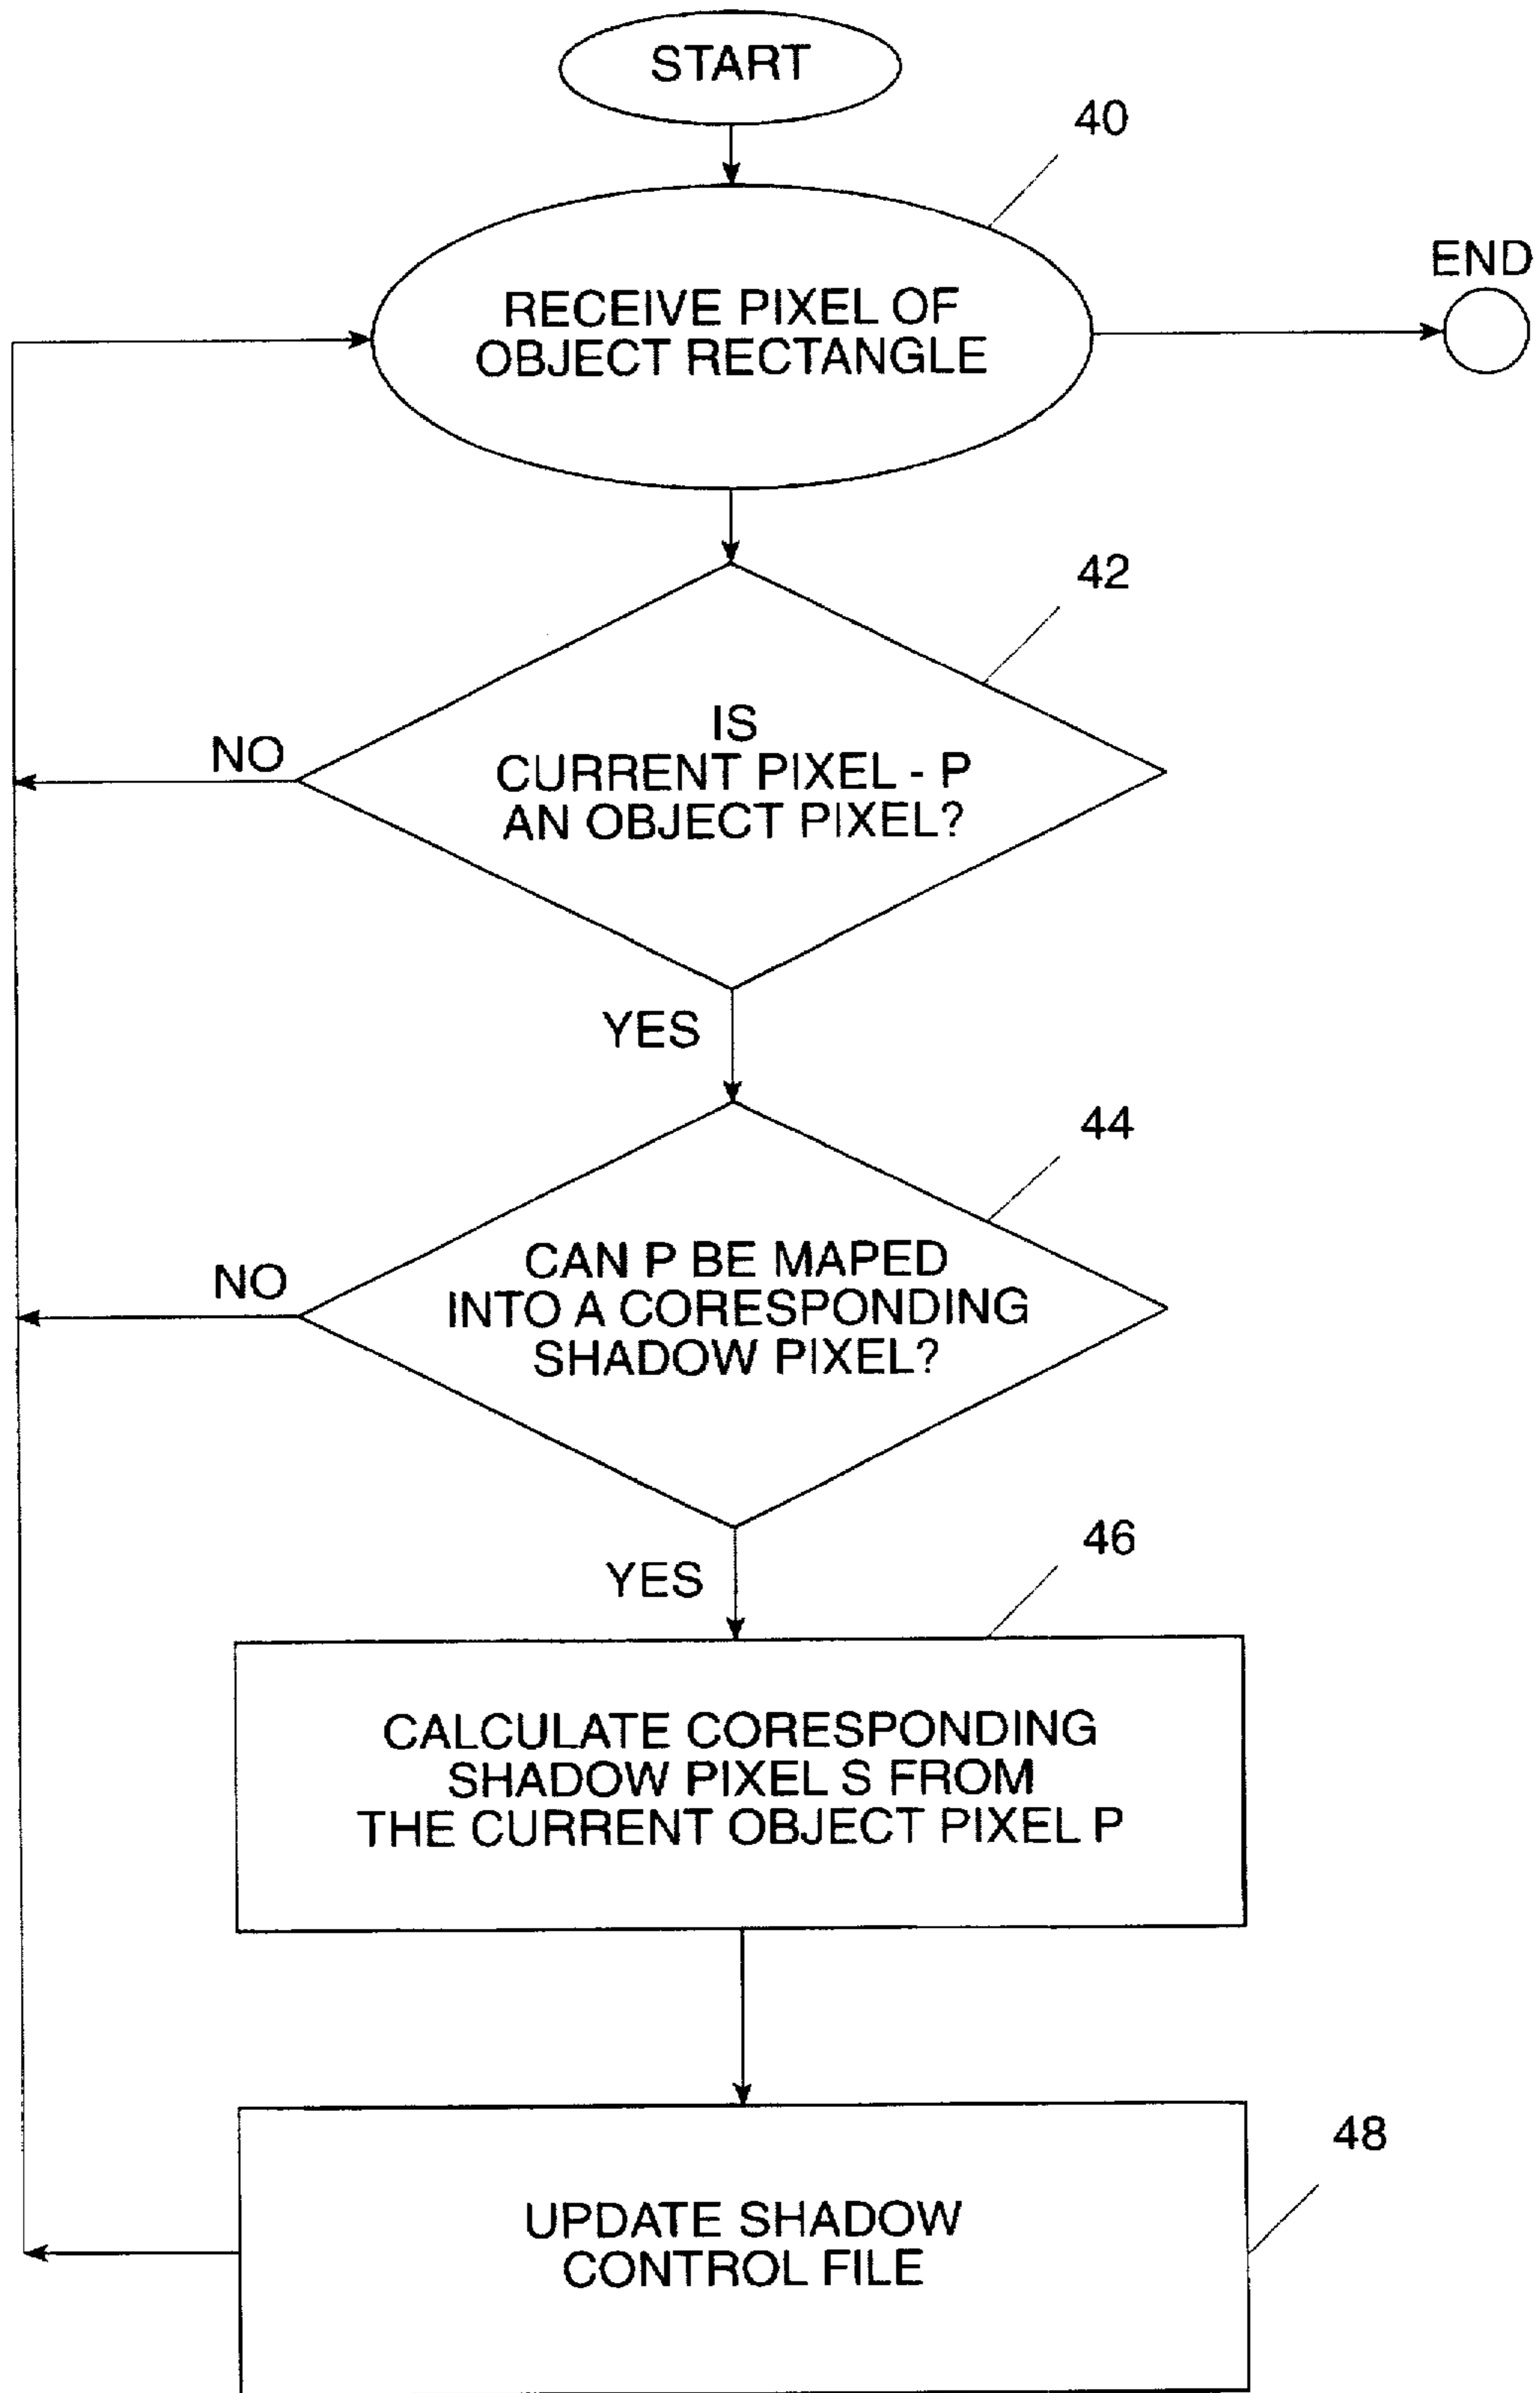 START
40
END
RECEIVE PIXEL OF
OBJECT RECTANGLE
42
IS
CURRENT PIXEL - P
AN OBJECT PIXEL?
NO
YES
44
CAN P BE MAPED
INTO A CORESPONDING
SHADOW PIXEL?
NO
YES
46
CALCULATE CORESPONDING
SHADOW PIXEL S FROM
THE CURRENT OBJECT PIXEL P
48
UPDATE SHADOW
CONTROL FILE